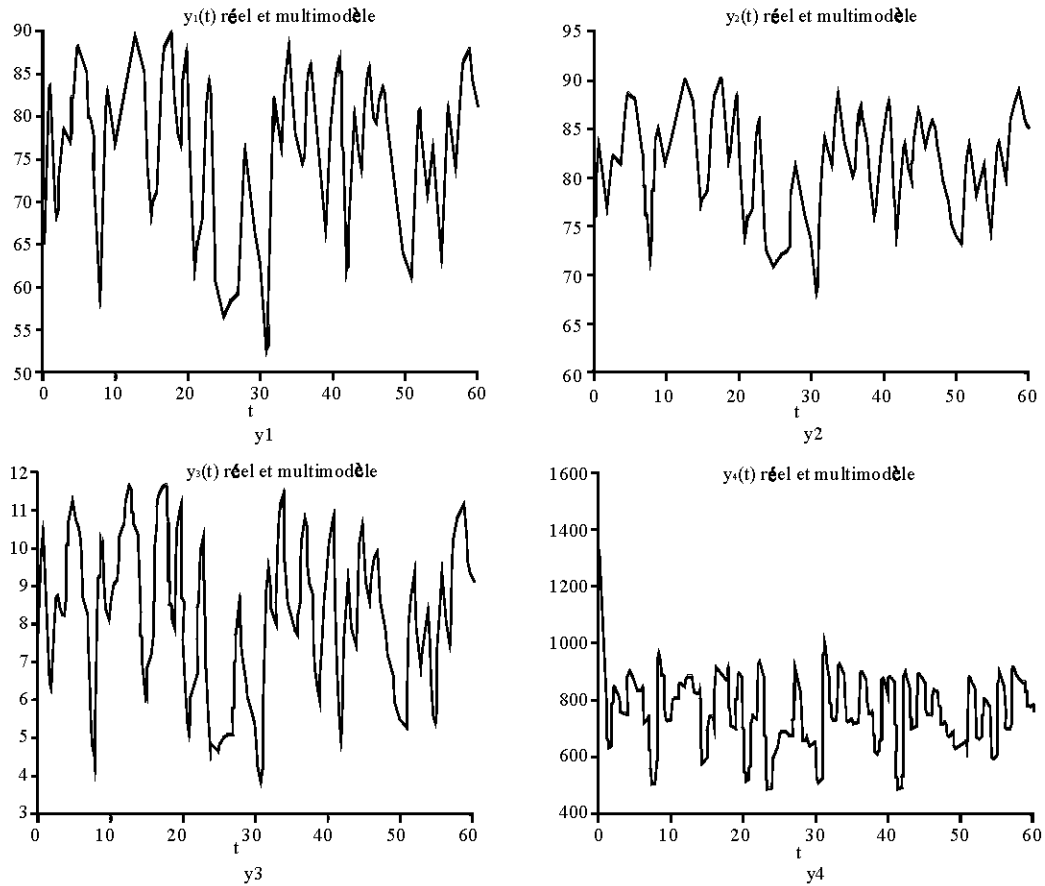 y₁(t) réel et multimodèle
90
85
80
75
70
65
60
55
50
0 10 20 30 40 50 60
t
y1
y₂(t) réel et multimodèle
95
90
85
80
75
70
65
60
0 10 20 30 40 50 60
t
y2
y₃(t) réel et multimodèle
12
11
10
9
8
7
6
5
4
3
0 10 20 30 40 50 60
t
y3
y₄(t) réel et multimodèle
1600
1400
1200
1000
800
600
400
0 10 20 30 40 50 60
t
y4